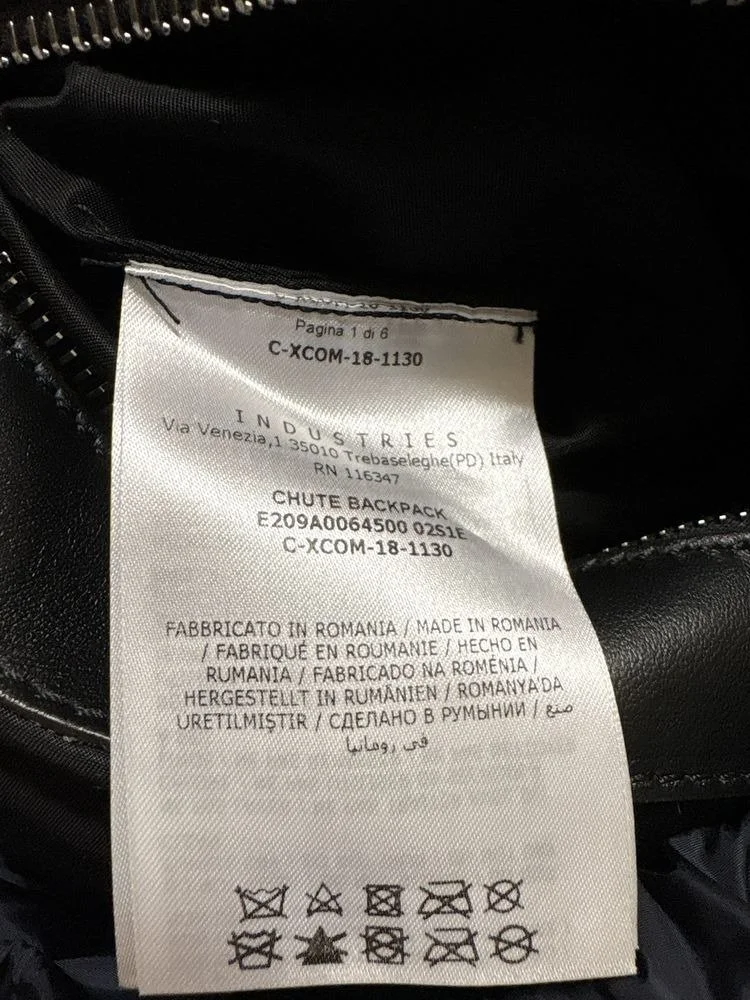 Pagina 1 di 6
C-XCOM-18-1130
INDUSTRIES
Via Venezia,1 35010 Trebaseleghe(PD) Italy
RN 116347
CHUTE BACKPACK
E209A0064500 02S1E
C-XCOM-18-1130
FABBRICATO IN ROMANIA / MADE IN ROMANIA
/ FABRIQUÉ EN ROUMANIE / HECHO EN
RUMANIA / FABRICADO NA ROMÉNIA /
HERGESTELLT IN RUMÄNIEN / ROMANYA'DA
URETILMIŞTIR / СДЕЛАНО В РУМЫНИИ / صنع
في رومانيا